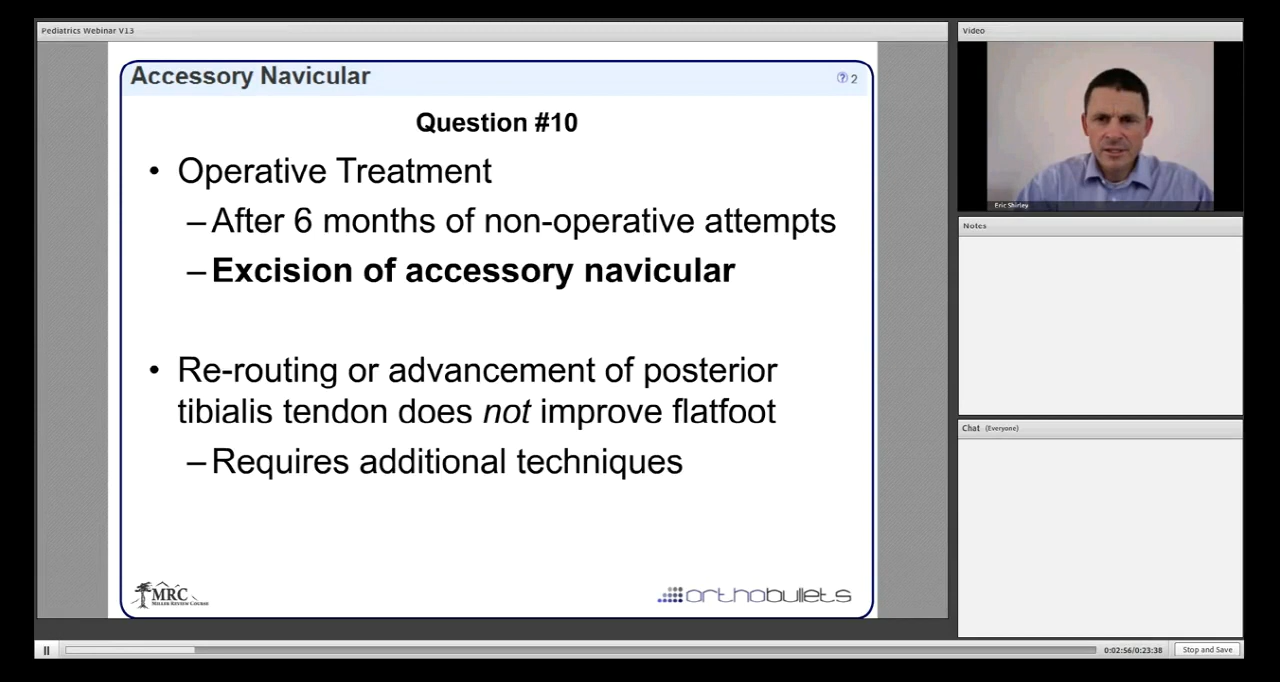 Pediatrics Webinar V13
Accessory Navicular
2
Question #10
• Operative Treatment
–After 6 months of non-operative attempts
–Excision of accessory navicular
• Re-routing or advancement of posterior
tibialis tendon does not improve flatfoot
–Requires additional techniques
MRC
MILLER REVIEW COURSE
orthobullets
Video
Eric Shirley
Notes
Chat (Everyone)
0:02:56/0:23:38
Stop and Save